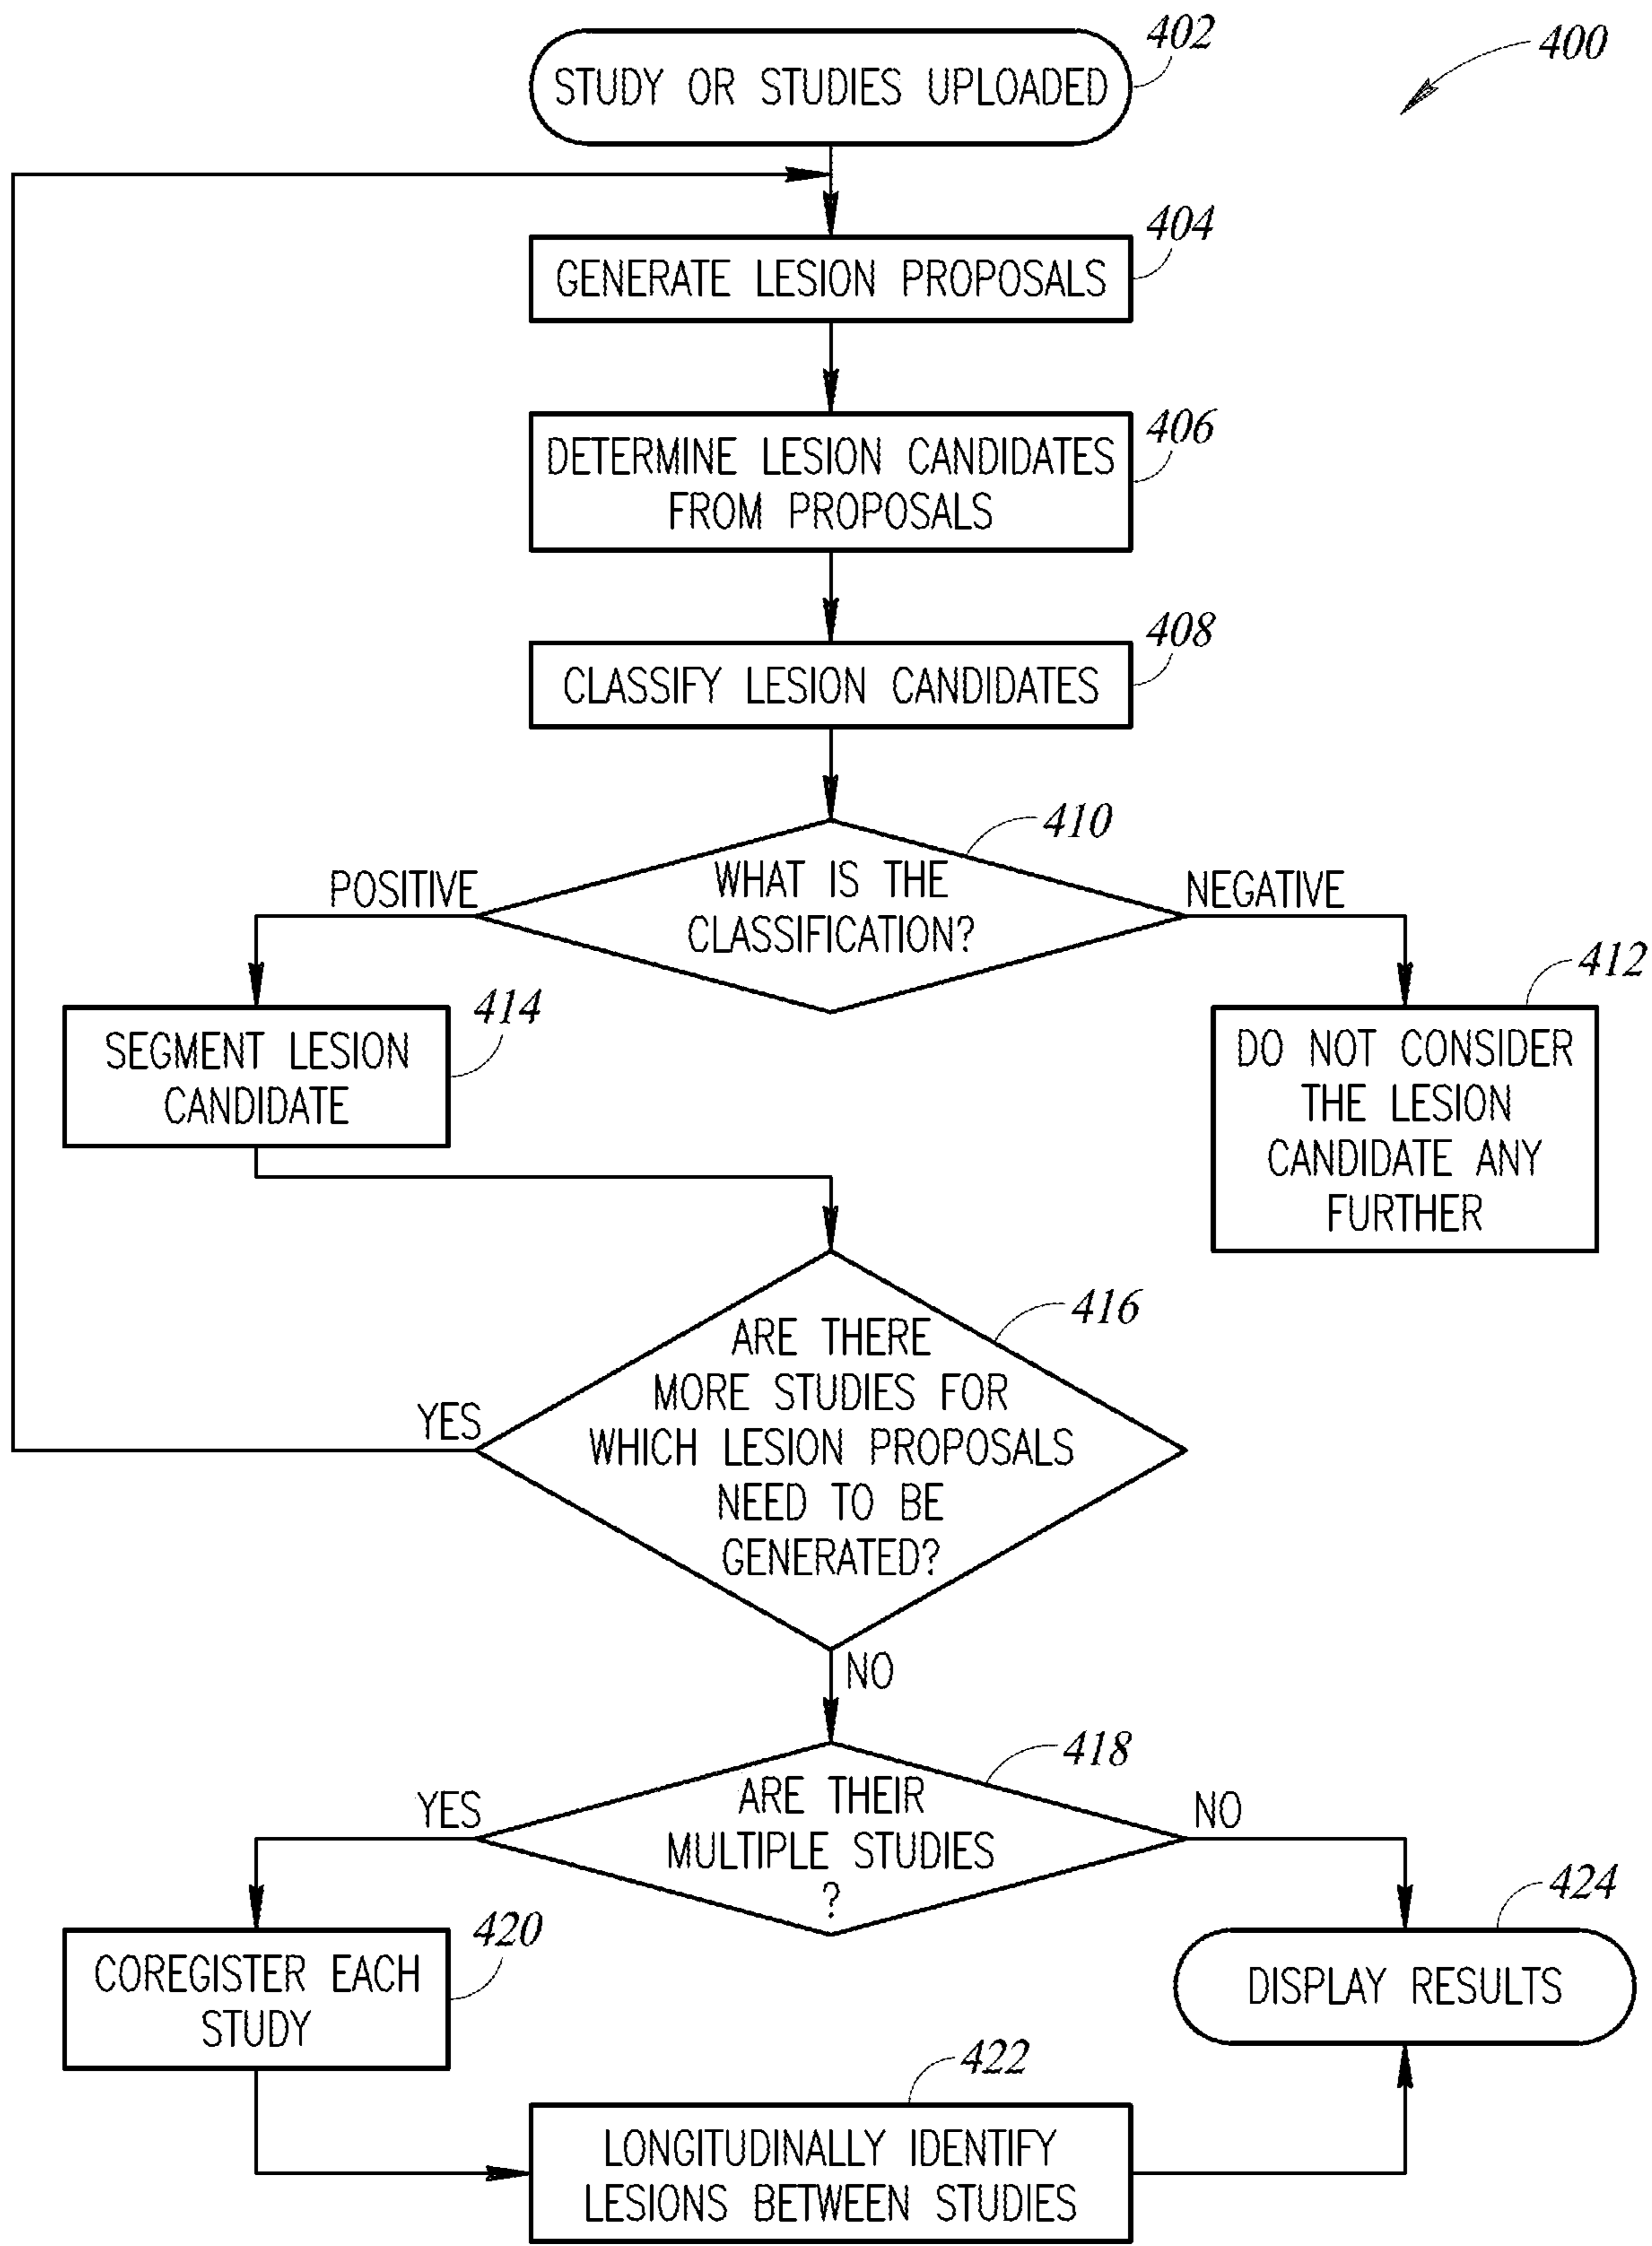 402
400
STUDY OR STUDIES UPLOADED
404
GENERATE LESION PROPOSALS
406
DETERMINE LESION CANDIDATES
FROM PROPOSALS
408
CLASSIFY LESION CANDIDATES
410
WHAT IS THE
CLASSIFICATION?
POSITIVE
NEGATIVE
412
DO NOT CONSIDER
THE LESION
CANDIDATE ANY
FURTHER
414
SEGMENT LESION
CANDIDATE
416
ARE THERE
MORE STUDIES FOR
WHICH LESION PROPOSALS
NEED TO BE
GENERATED?
YES
NO
418
ARE THEIR
MULTIPLE STUDIES
?
YES
NO
420
COREGISTER EACH
STUDY
424
DISPLAY RESULTS
422
LONGITUDINALLY IDENTIFY
LESIONS BETWEEN STUDIES